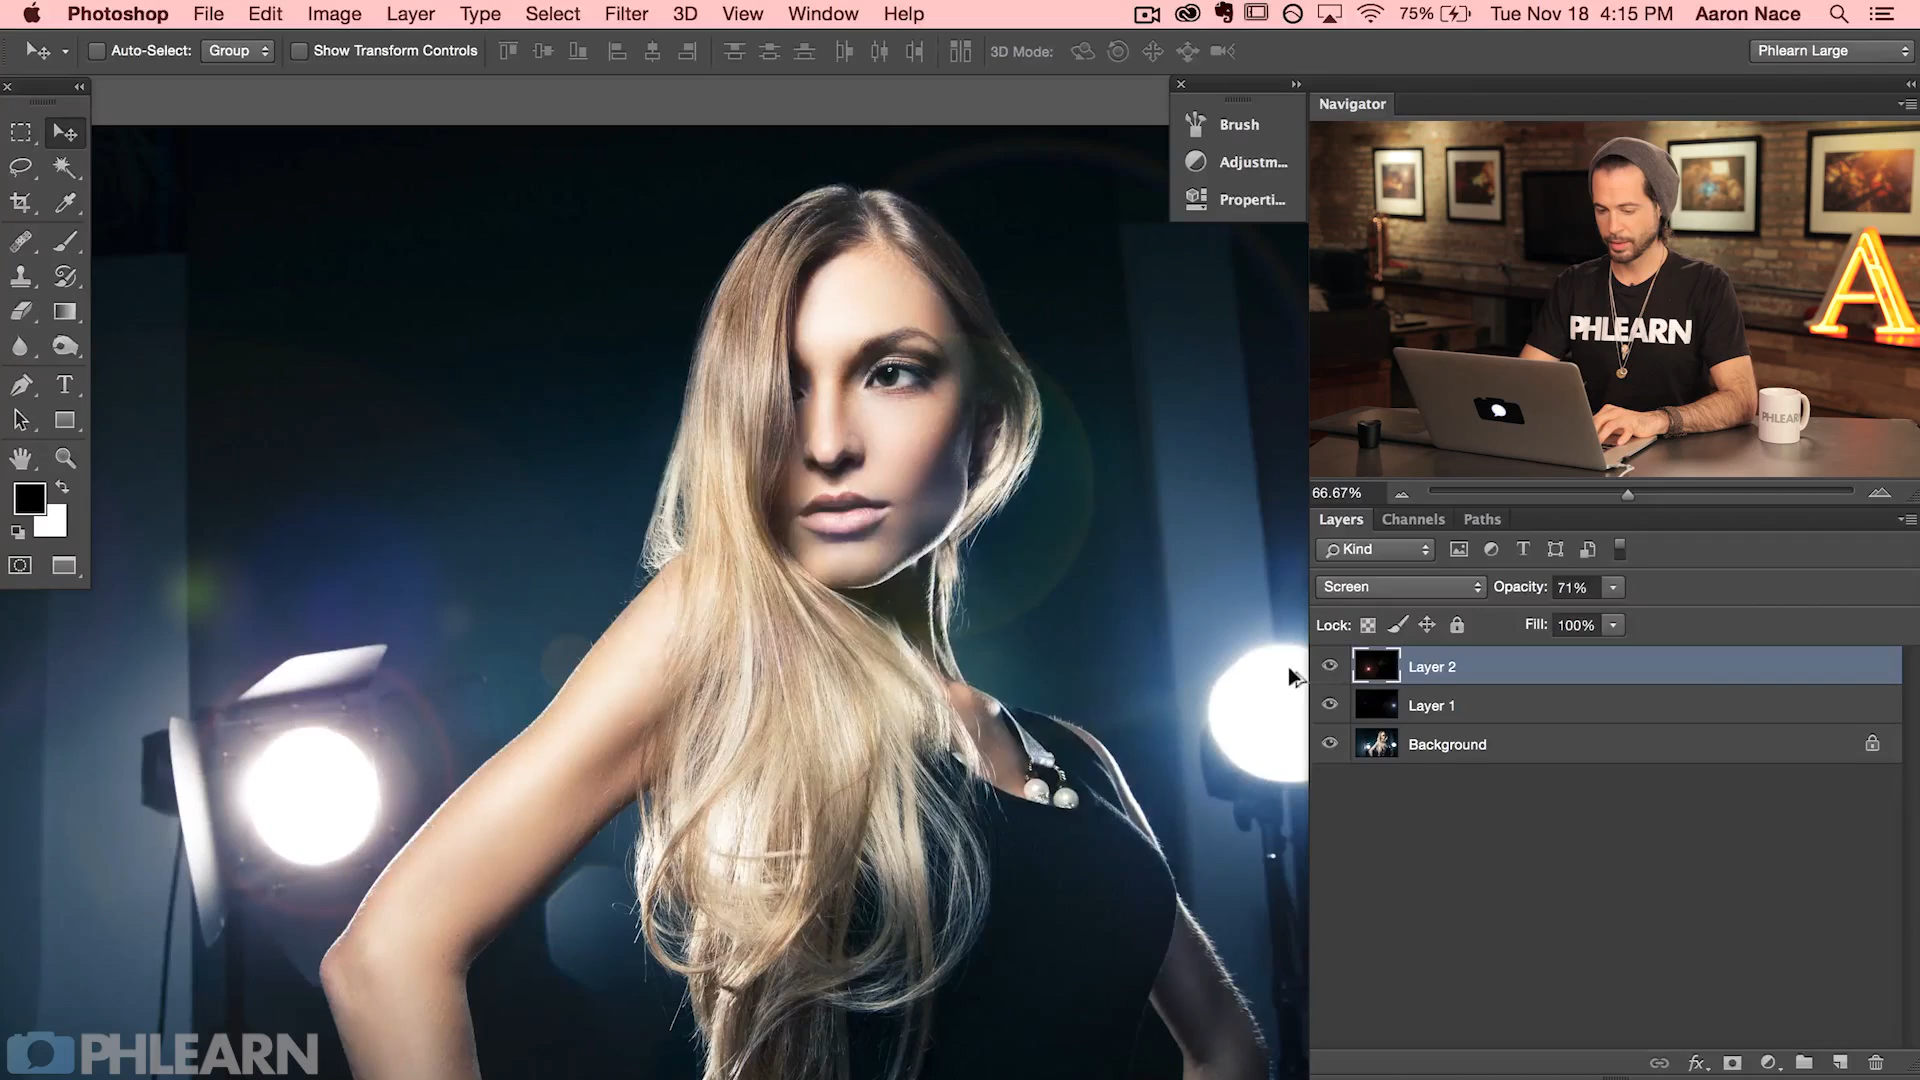 Photoshop File Edit Image Layer Type Select Filter 3D View Window Help 75% Tue Nov 18 4:15 PM Aaron Nace
Auto-Select: Group Show Transform Controls 3D Mode: Phlearn Large
Brush
Adjustm...
Properti...
Navigator
PHLEARN
PHLEAR
A
66.67%
Layers Channels Paths
Kind
Screen Opacity: 71%
Lock: Fill: 100%
Layer 2
Layer 1
Background
T
fx
PHLEARN